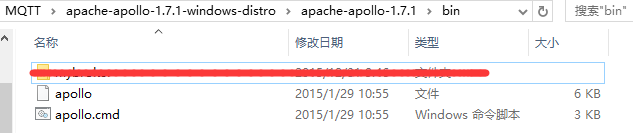 MQTT > apache-apollo-1.7.1-windows-distro > apache-apollo-1.7.1 > bin 搜索"bin"
名称 修改日期 类型 大小
apollo 2015/1/29 10:55 文件 6 KB
apollo.cmd 2015/1/29 10:55 Windows 命令脚本 3 KB